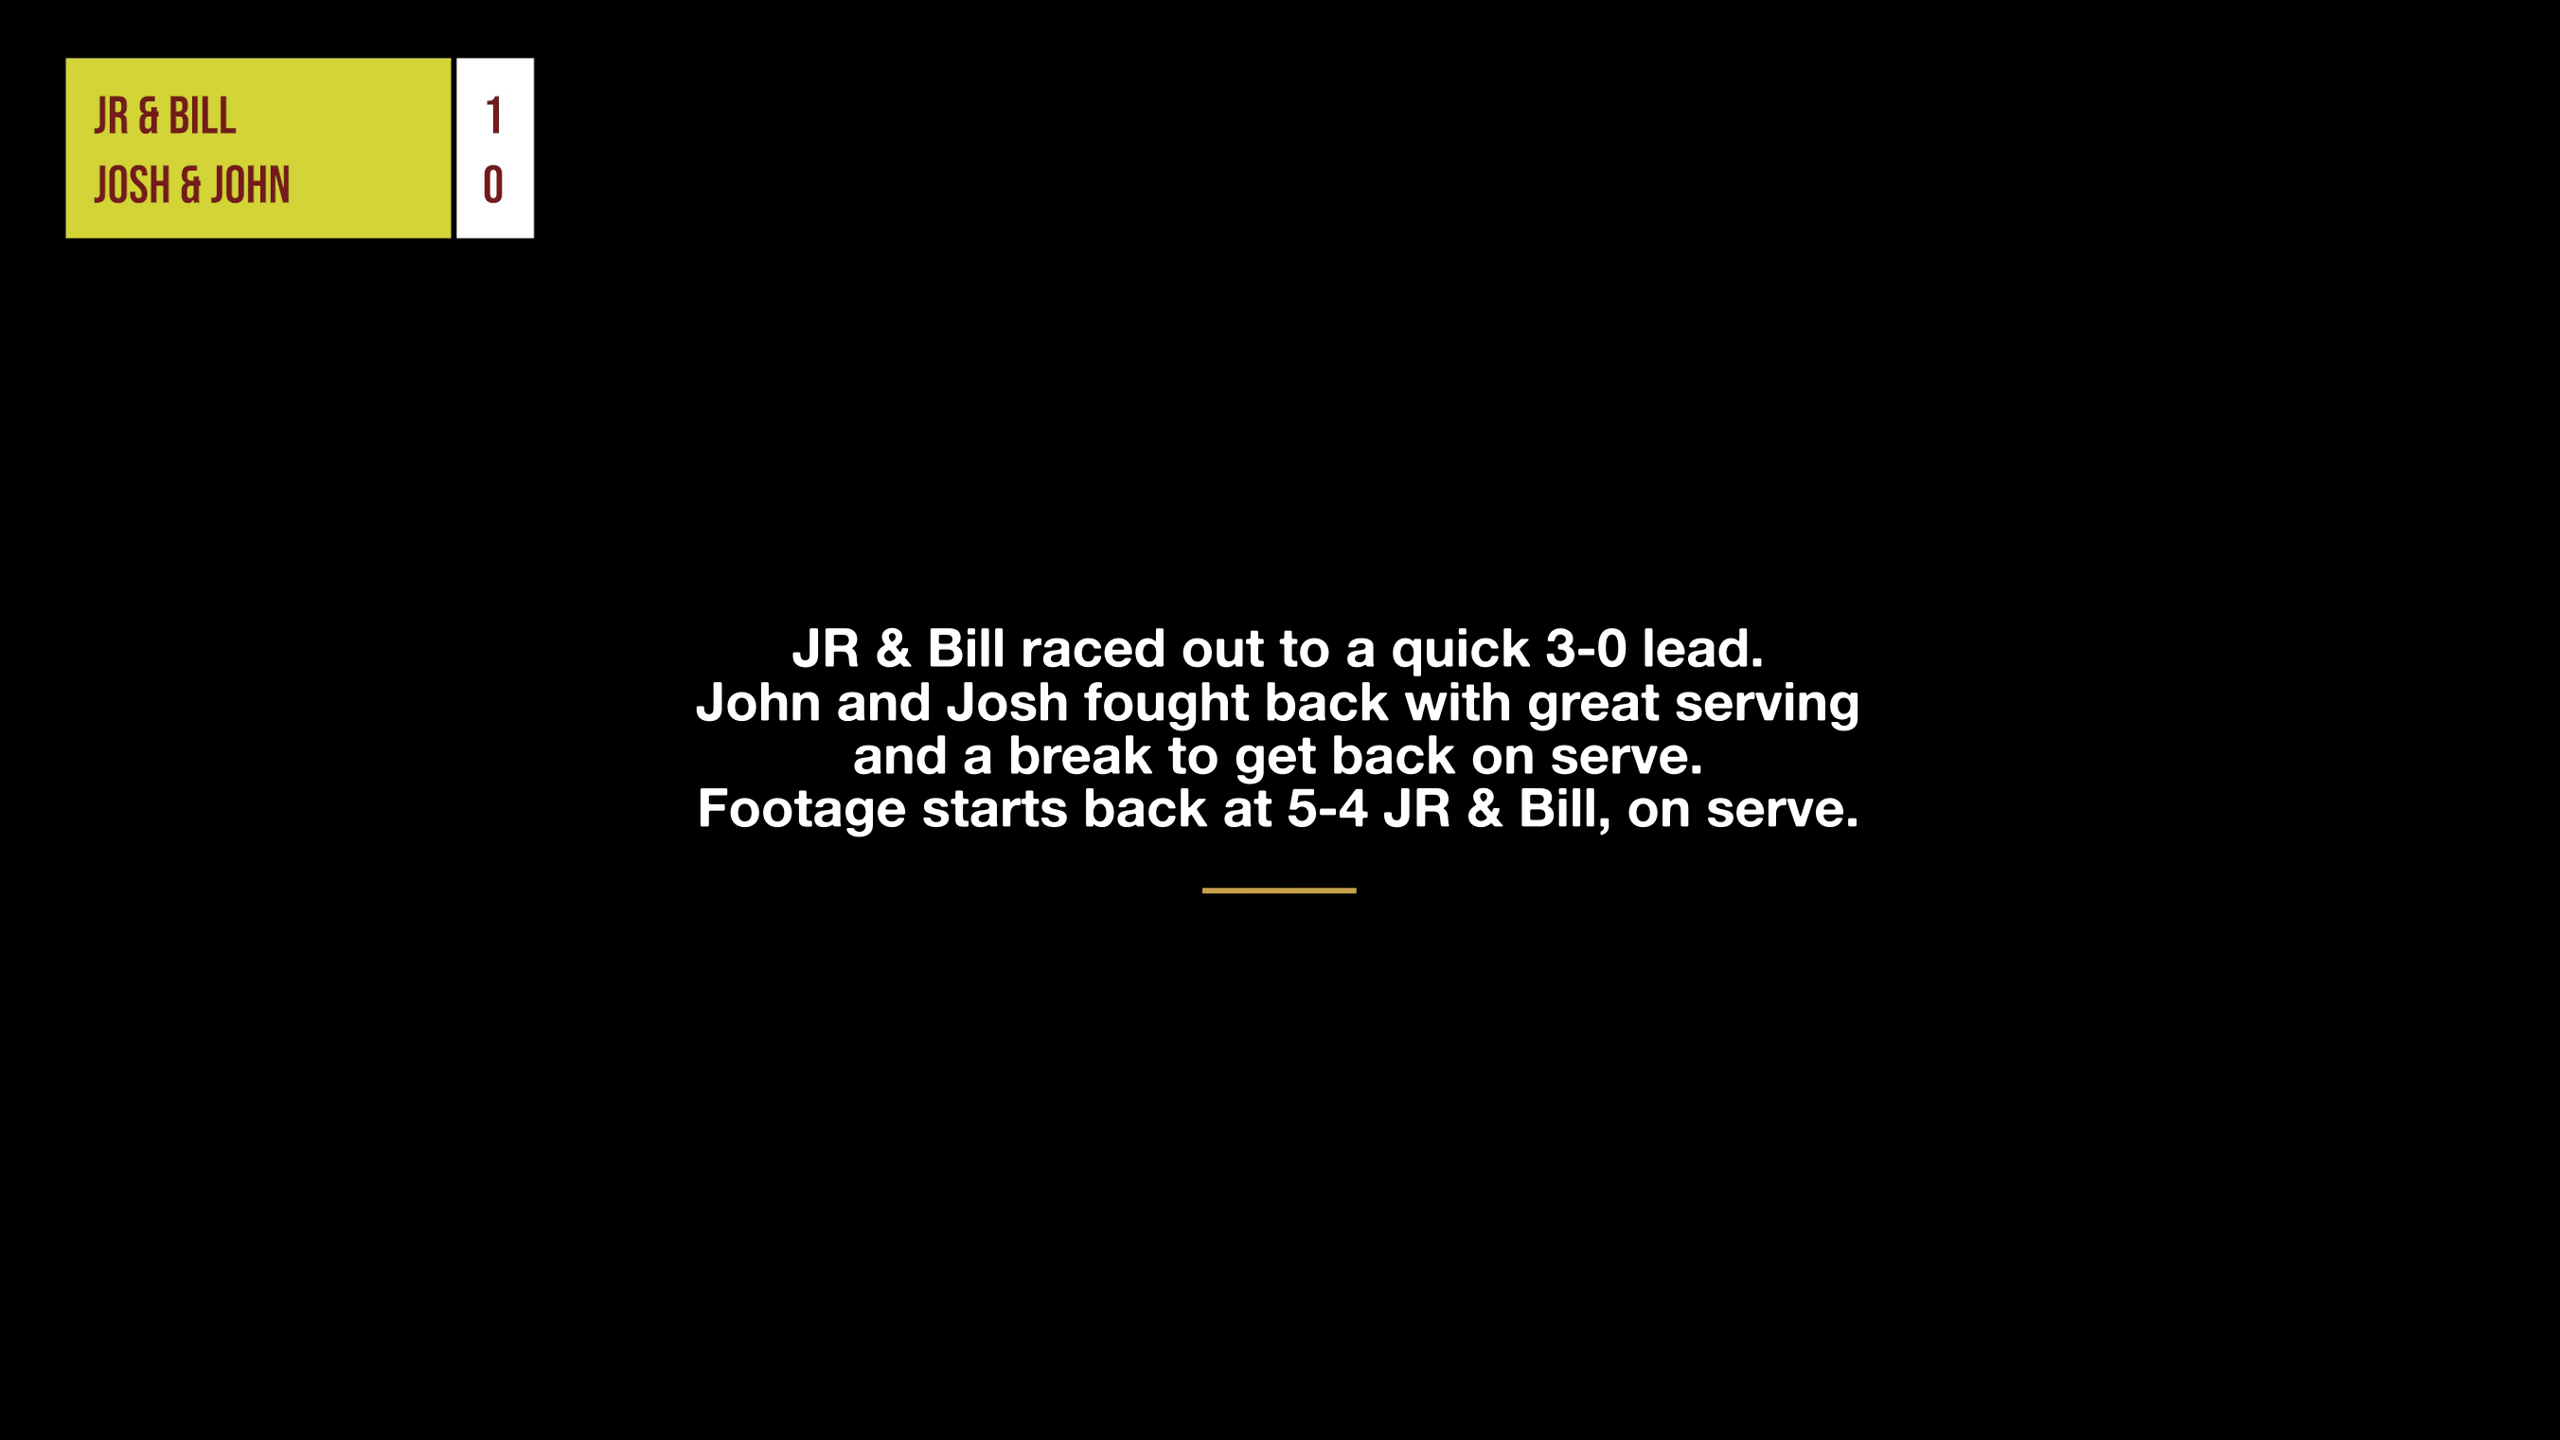 JR & BILL 1
JOSH & JOHN 0
JR & Bill raced out to a quick 3-0 lead.
John and Josh fought back with great serving
and a break to get back on serve.
Footage starts back at 5-4 JR & Bill, on serve.